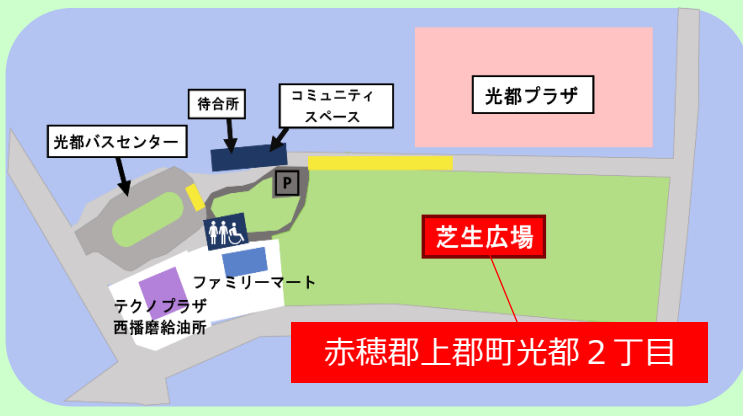 コミュニティ
スペース
待合所
光都プラザ
光都バスセンター
P
芝生広場
ファミリーマート
テクノプラザ
西播磨給油所
赤穂郡上郡町光都２丁目